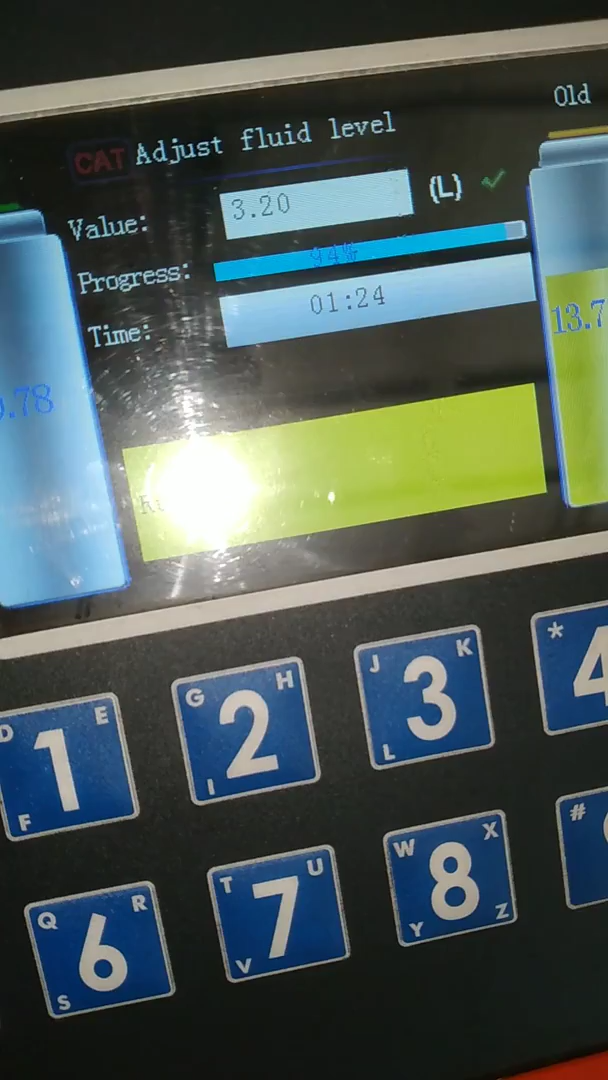 Old
CAT Adjust fluid level
Value: 3.20 (L)
Progress: 94%
Time: 01:24
.78
13.7
D E 1 F
G H 2 I
J K 3 L
* 4
Q R 6 S
T U 7 V
W X 8 Y Z
#